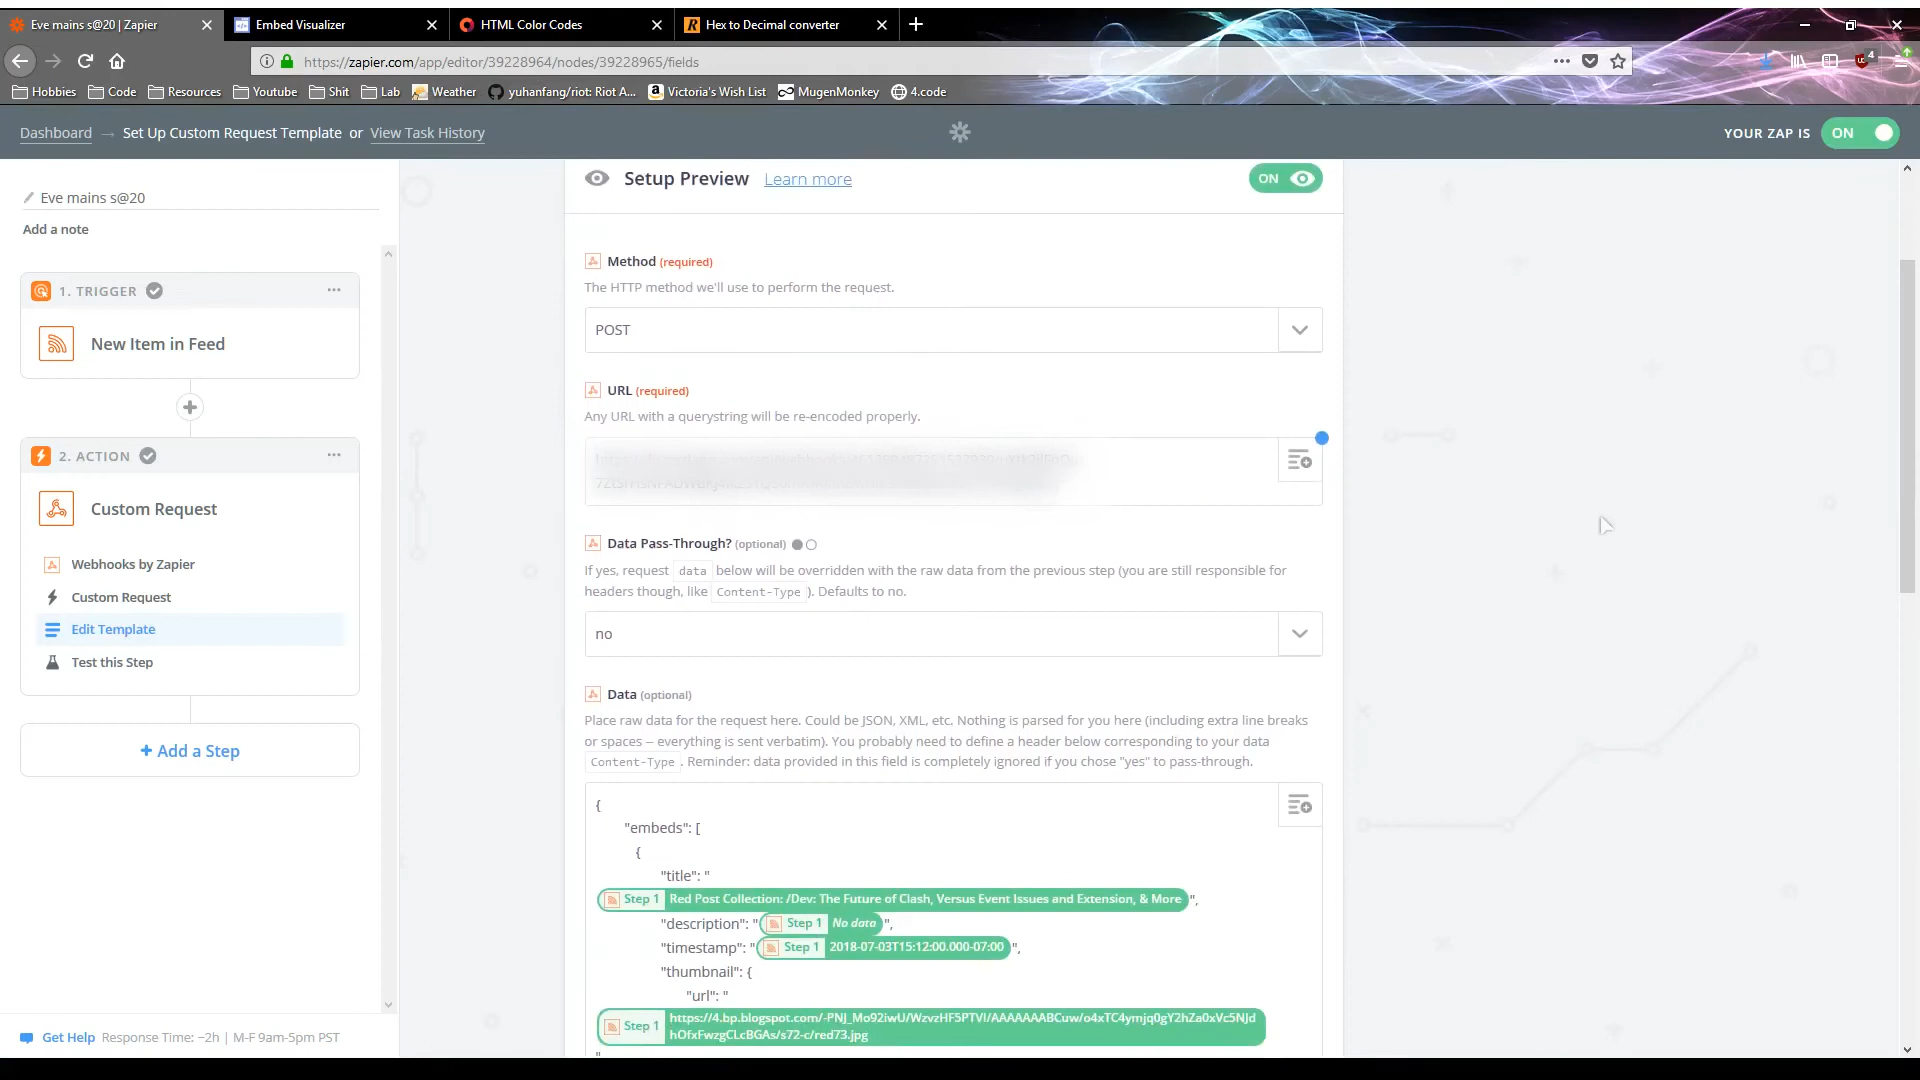 Eve mains s@20 | Zapier
Embed Visualizer
HTML Color Codes
Hex to Decimal converter
https://zapier.com/app/editor/39228964/nodes/39228965/fields
4
Hobbies Code Resources Youtube Shit Lab Weather yuhanfang/riot: Riot A... Victoria's Wish List MugenMonkey 4.code
Dashboard → Set Up Custom Request Template or View Task History
YOUR ZAP IS ON
Eve mains s@20
Add a note
1. TRIGGER
New Item in Feed
2. ACTION
Custom Request
Webhooks by Zapier
Custom Request
Edit Template
Test this Step
+ Add a Step
Get Help Response Time: ~2h | M-F 9am-5pm PST
Setup Preview Learn more ON
Method (required)
The HTTP method we'll use to perform the request.
POST
URL (required)
Any URL with a querystring will be re-encoded properly.
Data Pass-Through? (optional)
If yes, request data below will be overridden with the raw data from the previous step (you are still responsible for
headers though, like Content-Type ). Defaults to no.
no
Data (optional)
Place raw data for the request here. Could be JSON, XML, etc. Nothing is parsed for you here (including extra line breaks
or spaces – everything is sent verbatim). You probably need to define a header below corresponding to your data
Content-Type . Reminder: data provided in this field is completely ignored if you chose "yes" to pass-through.
{
"embeds": [
{
"title": "
Step 1 Red Post Collection: /Dev: The Future of Clash, Versus Event Issues and Extension, & More ",
"description": " Step 1 No data ",
"timestamp": " Step 1 2018-07-03T15:12:00.000-07:00 ",
"thumbnail": {
"url": "
Step 1 https://4.bp.blogspot.com/-PNJ_Mo92iwU/WzvzHF5PTVI/AAAAAAABCuw/o4xTC4ymjq0gY2hZa0xVc5NJd
hOfxFwzgCLcBGAs/s72-c/red73.jpg
"